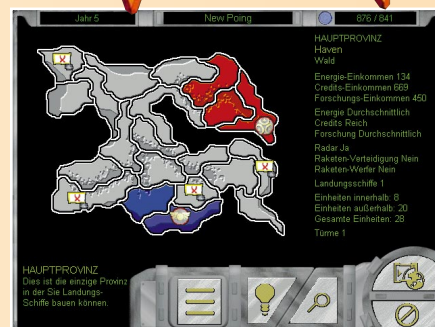 Jahr 5
New Poing
876 / 841
HAUPTPROVINZ
Haven
Wald
Energie-Einkommen 134
Credits-Einkommen 669
Forschungs-Einkommen 450
Energie Durchschnittlich
Credits Reich
Forschung Durchschnittlich
Radar Ja
Raketen-Verteidigung Nein
Raketen-Werfer Nein
Landungsschiffe 1
Einheiten innerhalb: 8
Einheiten außerhalb: 20
Gesamte Einheiten: 28
Türme 1
HAUPTPROVINZ
Dies ist die einzige Provinz
in der Sie Landungs-
Schiffe bauen können.